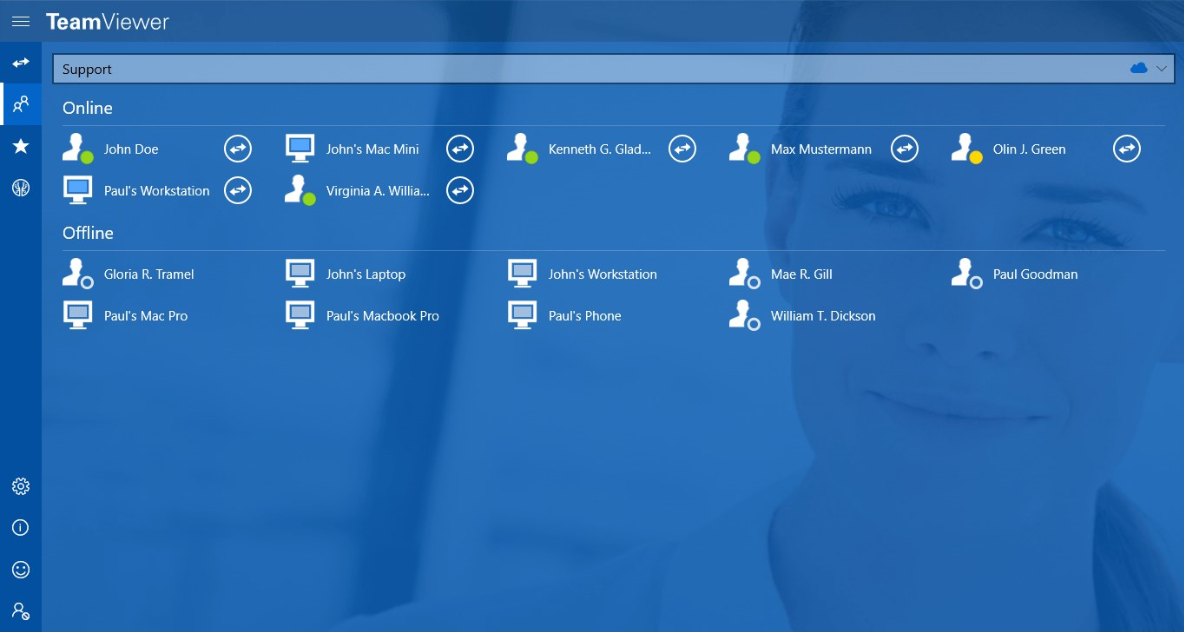 TeamViewer
Support
Online
John Doe
John's Mac Mini
Kenneth G. Glad...
Max Mustermann
Olin J. Green
Paul's Workstation
Virginia A. Willia...
Offline
Gloria R. Tramel
John's Laptop
John's Workstation
Mae R. Gill
Paul Goodman
Paul's Mac Pro
Paul's Macbook Pro
Paul's Phone
William T. Dickson